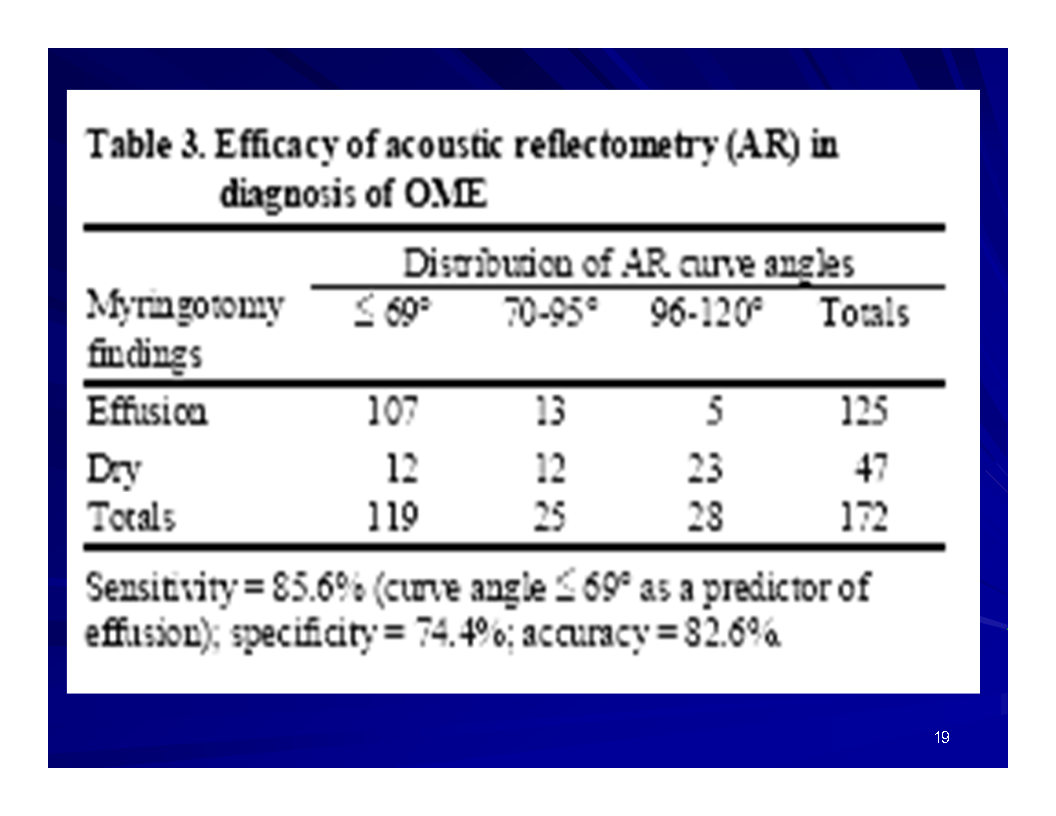 Table 3. Efficacy of acoustic reflectometry (AR) in
diagnosis of OME
Distribution of AR curve angles
Myringotomy findings ≦ 69° 70-95° 96-120° Totals
Effusion 107 13 5 125
Dry 12 12 23 47
Totals 119 25 28 172
Sensitivity = 85.6% (curve angle ≦ 69° as a predictor of
effusion); specificity = 74.4%; accuracy = 82.6%.
19